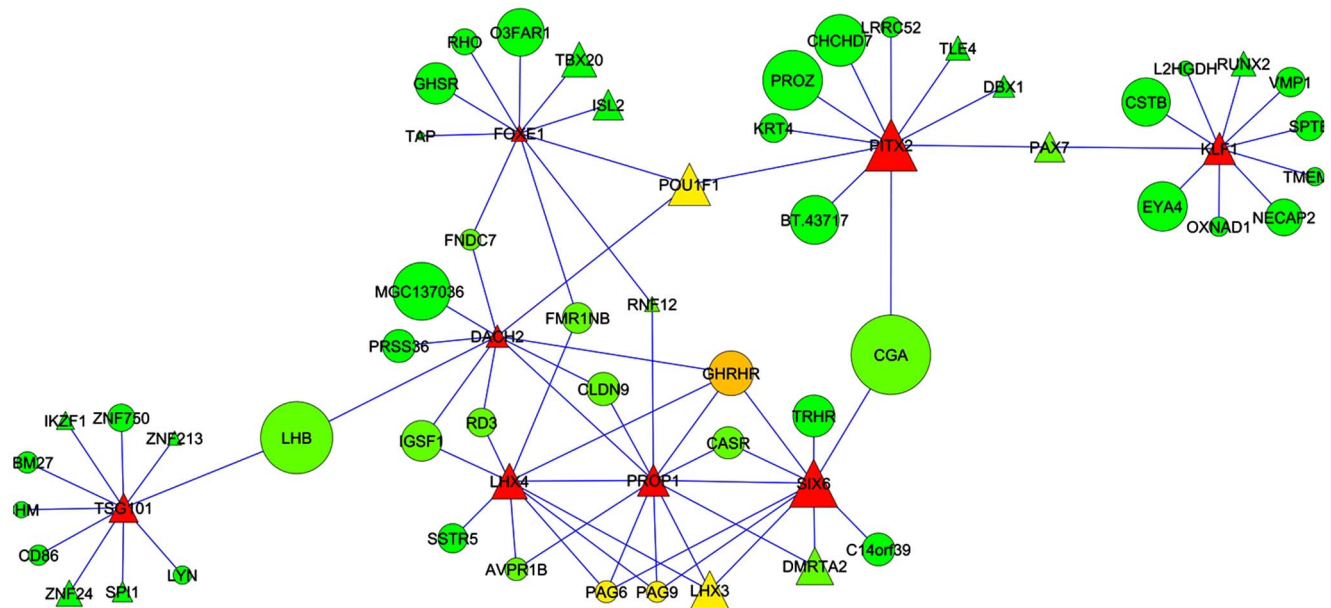 O3FAR1
RHO
TBX20
GHSR
ISL2
TAP
FOXE1
CHCHD7
LRRC52
TLE4
PROZ
DBX1
KRT4
PITX2
PAX7
L2HGDH
RUNX2
VMP1
CSTB
SPTB
KLF1
TMEM
EYA4
NECAP2
OXNAD1
POU1F1
BT.43717
FNDC7
MGC137036
RNF12
FMR1NB
DACH2
PRSS36
CGA
GHRHR
CLDN9
IKZF1
ZNF750
ZNF213
LHB
IGSF1
RD3
CASR
TRHR
BM27
TSG101
HM
LHX4
PROP1
SIX6
CD86
LYN
ZNF24
SPI1
SSTR5
AVPR1B
C14orf39
DMRTA2
PAG6
PAG9
LHX3